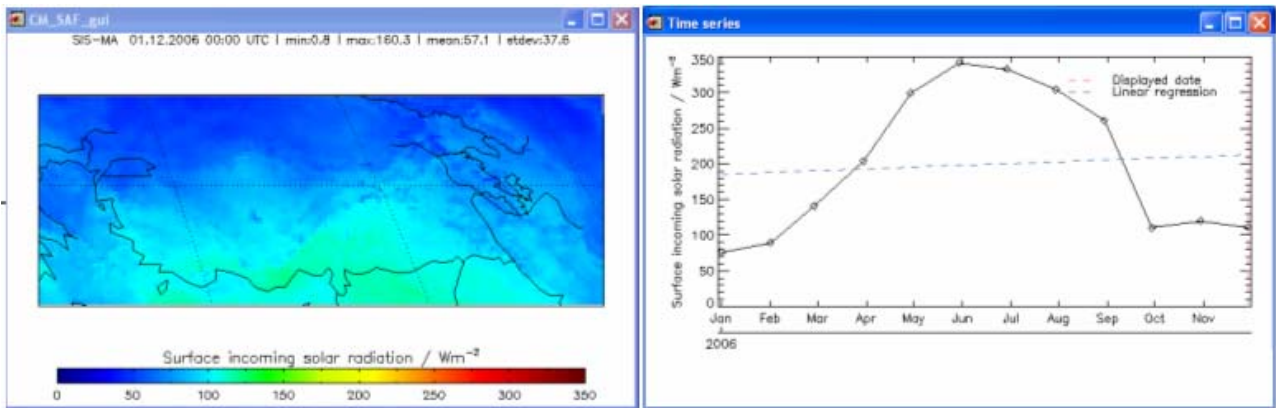 CM_SAF_gui
SIS-MA 01.12.2006 00:00 UTC | min:0.8 | max:160.3 | mean:57.1 | stdev:37.6
Surface incoming solar radiation / Wm⁻²
0 50 100 150 200 250 300 350
Time series
Surface incoming solar radiation / Wm⁻²
350
300
250
200
150
100
50
0
Displayed date
Linear regression
Jan Feb Mar Apr May Jun Jul Aug Sep Oct Nov
2006